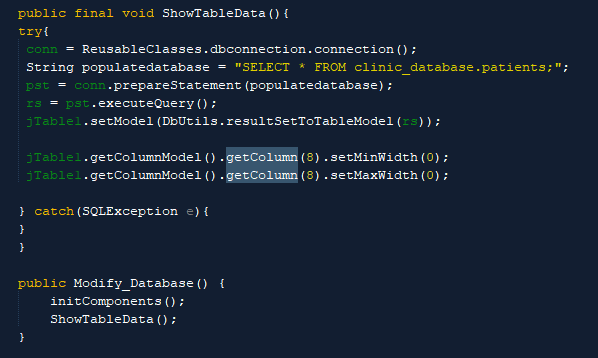 public final void ShowTableData(){
try{
conn = ReusableClasses.dbconnection.connection();
String populatedatabase = "SELECT * FROM clinic_database.patients;";
pst = conn.prepareStatement(populatedatabase);
rs = pst.executeQuery();
jTable1.setModel(DbUtils.resultSetToTableModel(rs));
jTable1.getColumnModel().getColumn(8).setMinWidth(0);
jTable1.getColumnModel().getColumn(8).setMaxWidth(0);
} catch(SQLException e){
}
}
public Modify_Database() {
initComponents();
ShowTableData();
}